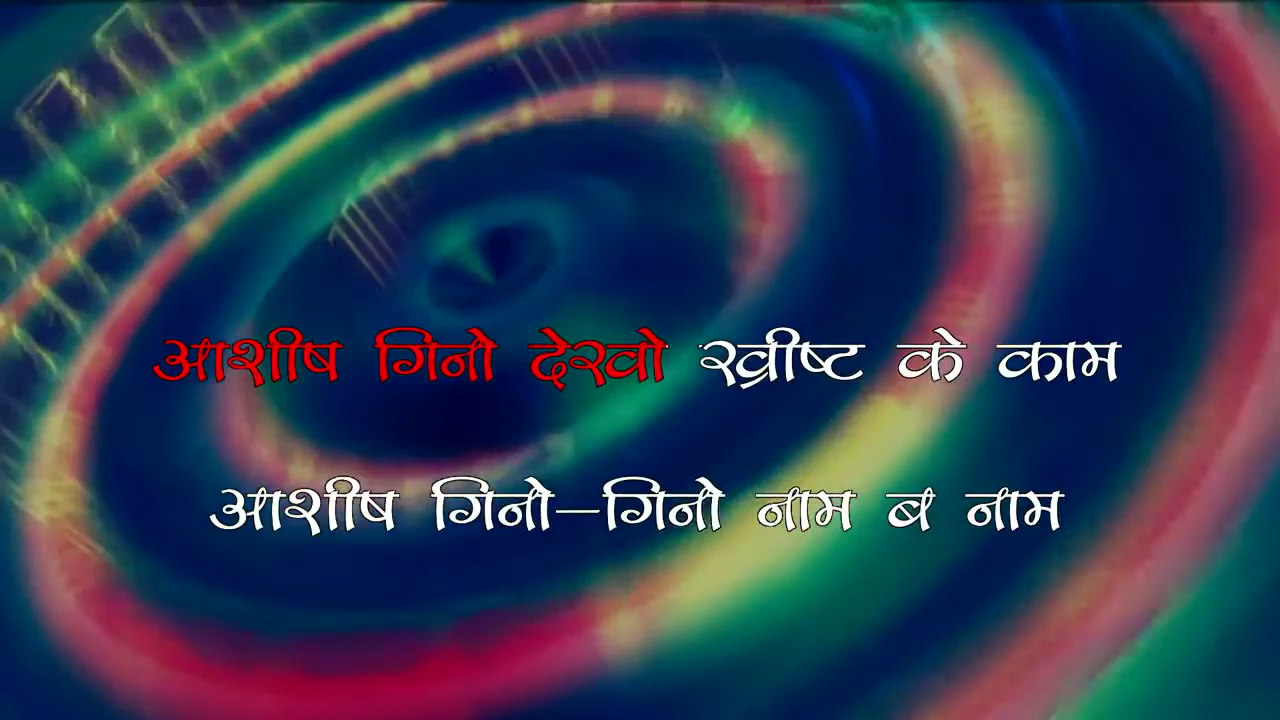 आशीष गिनो देखो ख्रीष्ट के काम
आशीष गिनो-गिनो नाम ब नाम